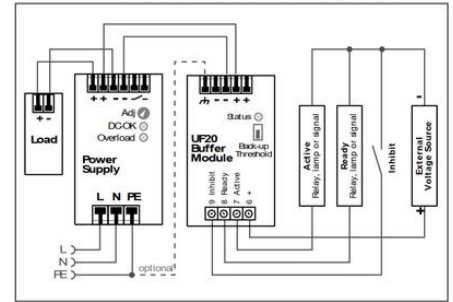 + -
Load
+ + - - -
Adj
DC-OK
Overload
Power
Supply
L N PE
L
N
PE
optional
- - + +
Status
UF20
Buffer
Module
Back-up
Threshold
9 Inhibit
8 Ready
7 Active
6 +
Active
Relay, lamp or signal
Ready
Relay, lamp or signal
Inhibit
-
External
Voltage Source
+